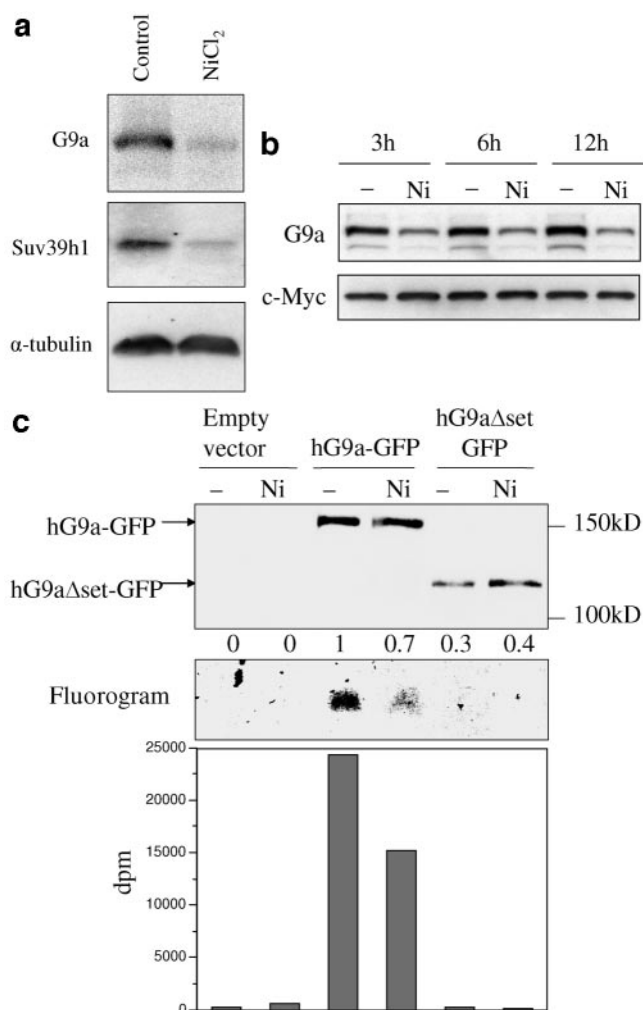 a
Control
NiCl₂
G9a
Suv39h1
α-tubulin
b
3h 6h 12h
– Ni – Ni – Ni
G9a
c-Myc
c
Empty vector
hG9a-GFP
hG9aΔset GFP
– Ni – Ni – Ni
hG9a-GFP
150kD
hG9aΔset-GFP
100kD
0 0 1 0.7 0.3 0.4
Fluorogram
25000
20000
15000
10000
5000
0
dpm